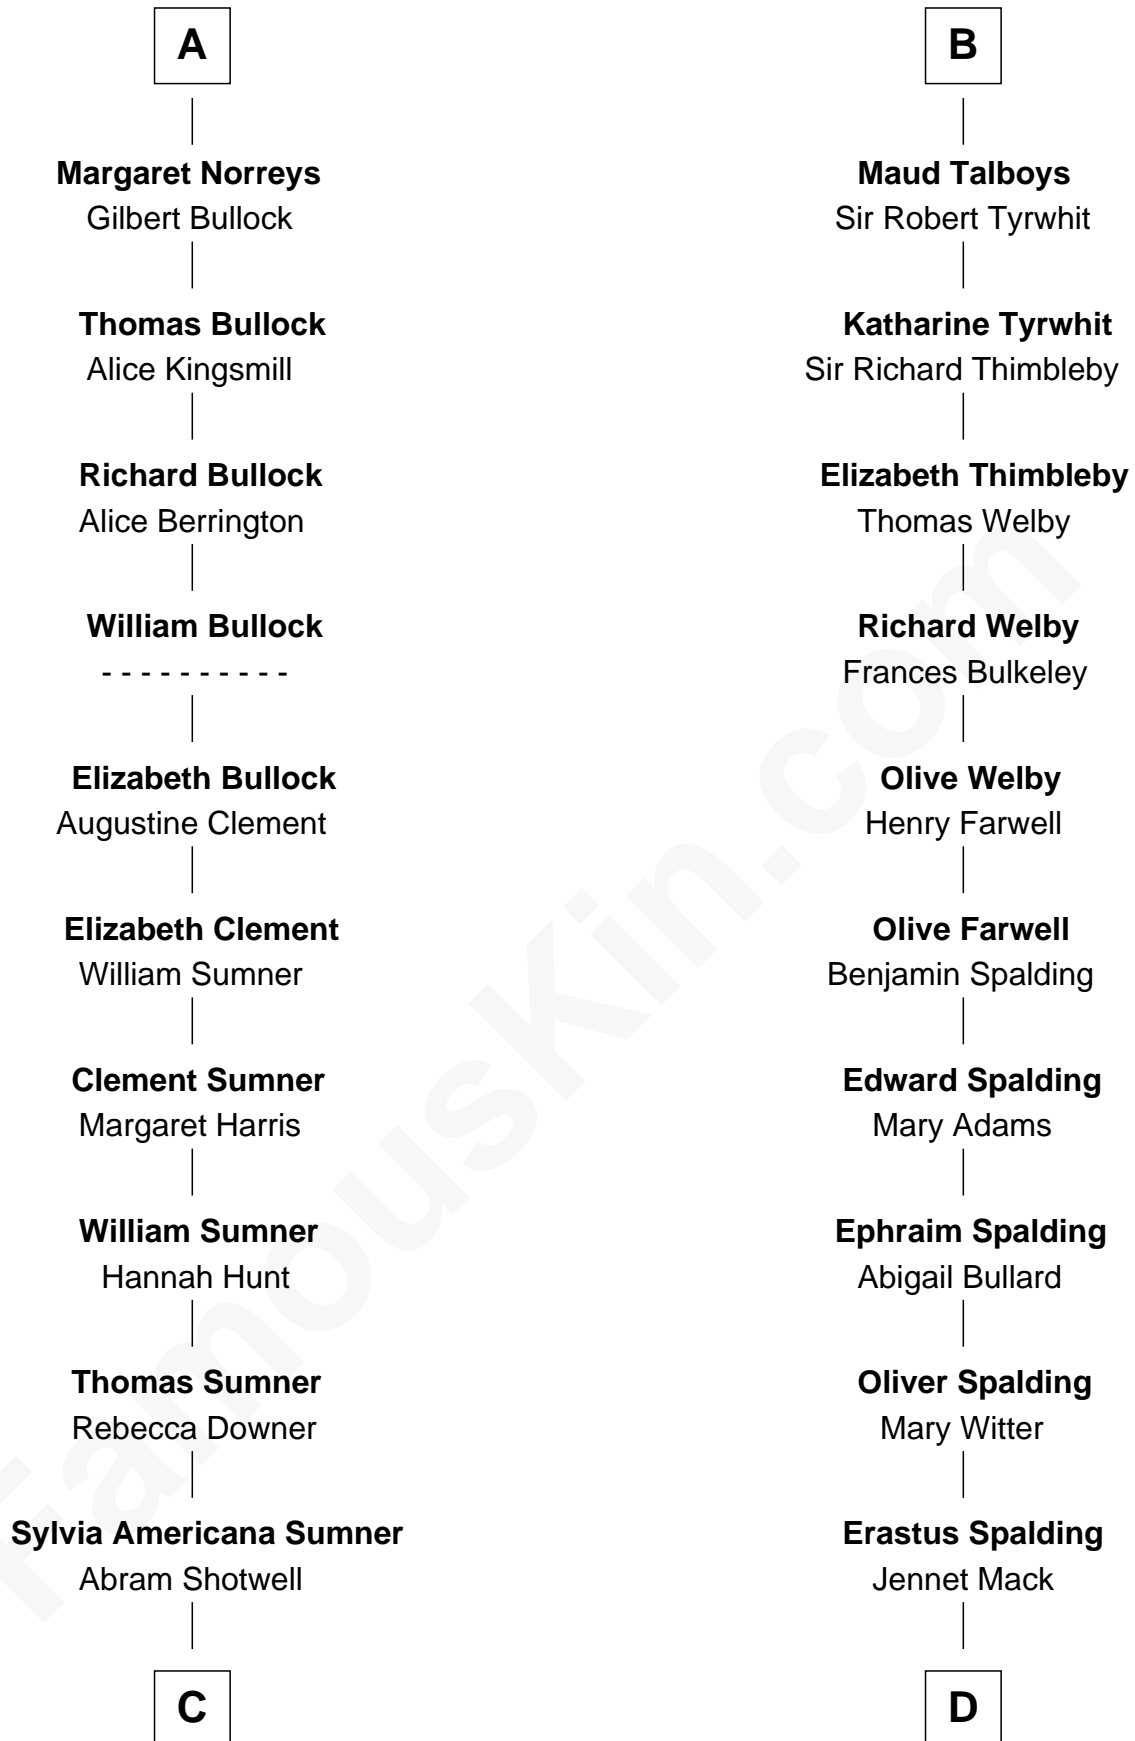 A
Margaret Norreys
Gilbert Bullock
Thomas Bullock
Alice Kingsmill
Richard Bullock
Alice Berrington
William Bullock
- - - - - - - - - -
Elizabeth Bullock
Augustine Clement
Elizabeth Clement
William Sumner
Clement Sumner
Margaret Harris
William Sumner
Hannah Hunt
Thomas Sumner
Rebecca Downer
Sylvia Americana Sumner
Abram Shotwell
C
B
Maud Talboys
Sir Robert Tyrwhit
Katharine Tyrwhit
Sir Richard Thimbleby
Elizabeth Thimbleby
Thomas Welby
Richard Welby
Frances Bulkeley
Olive Welby
Henry Farwell
Olive Farwell
Benjamin Spalding
Edward Spalding
Mary Adams
Ephraim Spalding
Abigail Bullard
Oliver Spalding
Mary Witter
Erastus Spalding
Jennet Mack
D
FamousKin.com